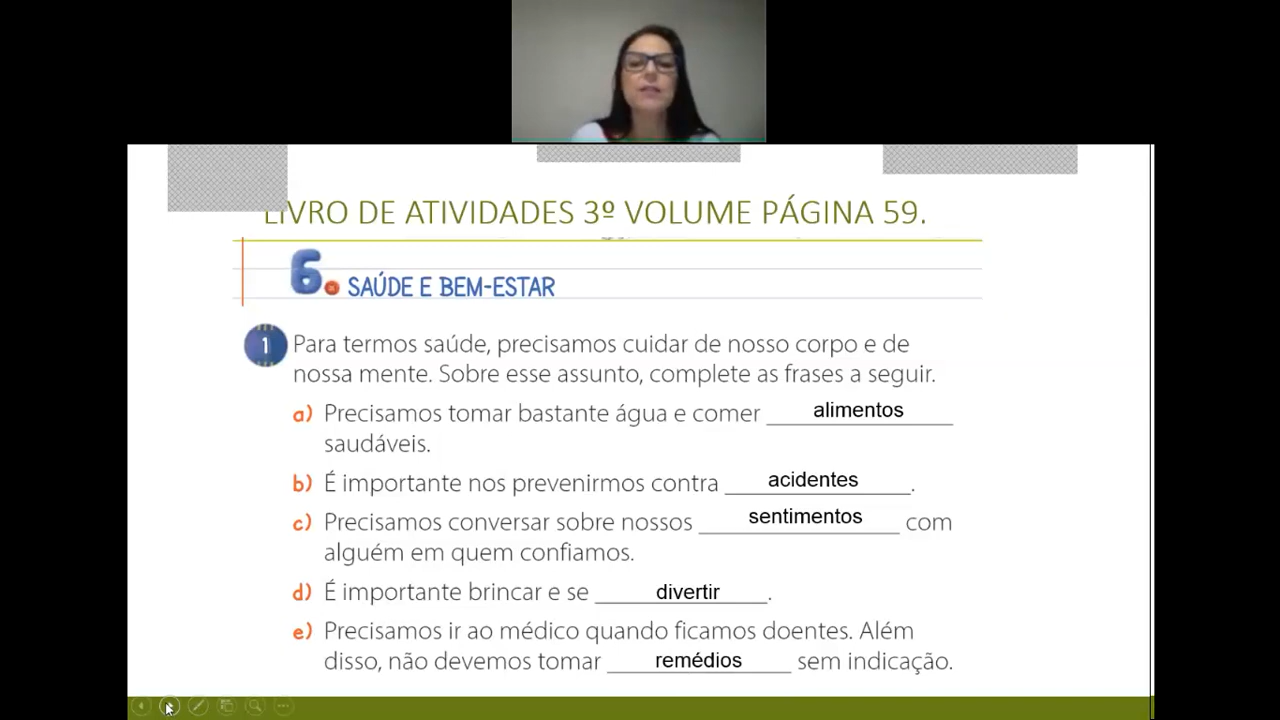 LIVRO DE ATIVIDADES 3º VOLUME PÁGINA 59.
6. SAÚDE E BEM-ESTAR
1 Para termos saúde, precisamos cuidar de nosso corpo e de
nossa mente. Sobre esse assunto, complete as frases a seguir.
a) Precisamos tomar bastante água e comer alimentos
saudáveis.
b) É importante nos prevenirmos contra acidentes.
c) Precisamos conversar sobre nossos sentimentos com
alguém em quem confiamos.
d) É importante brincar e se divertir.
e) Precisamos ir ao médico quando ficamos doentes. Além
disso, não devemos tomar remédios sem indicação.